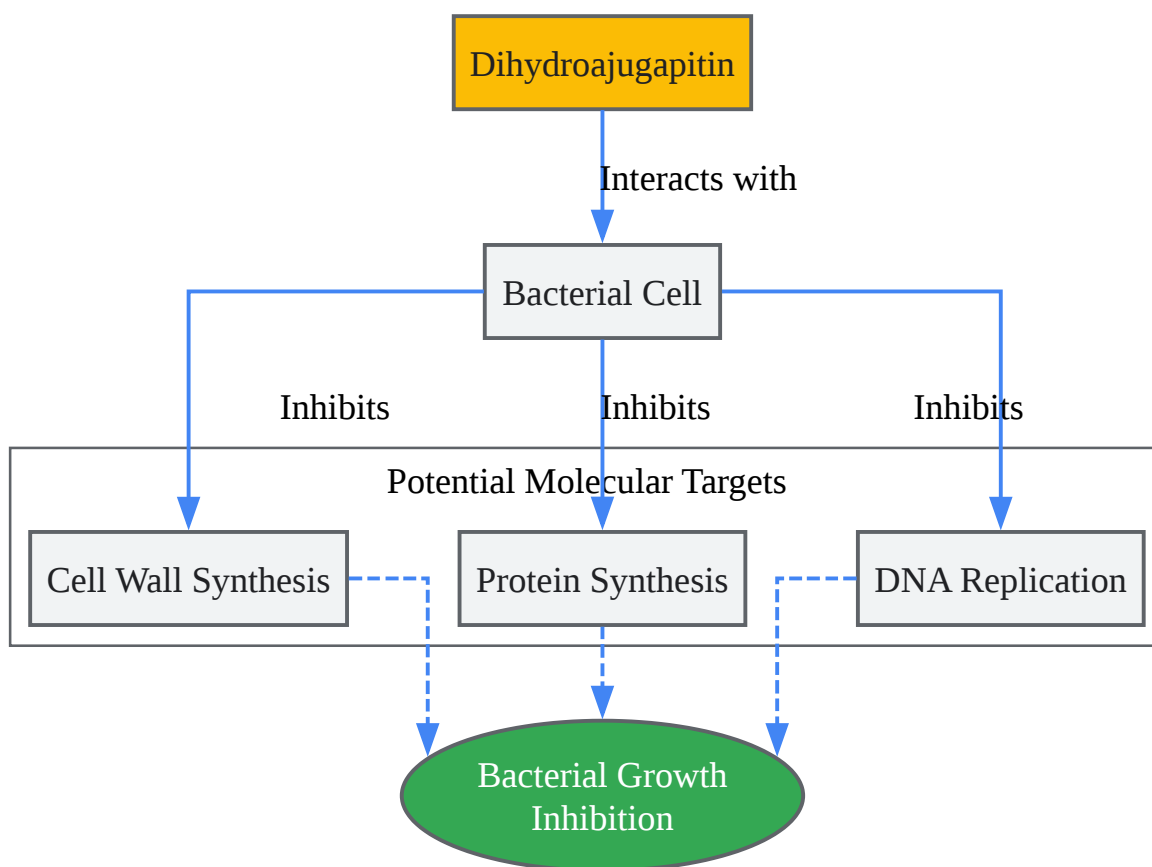 Dihydroajugapitin
Interacts with
Bacterial Cell
Inhibits
Inhibits
Inhibits
Potential Molecular Targets
Cell Wall Synthesis
Protein Synthesis
DNA Replication
Bacterial Growth
Inhibition